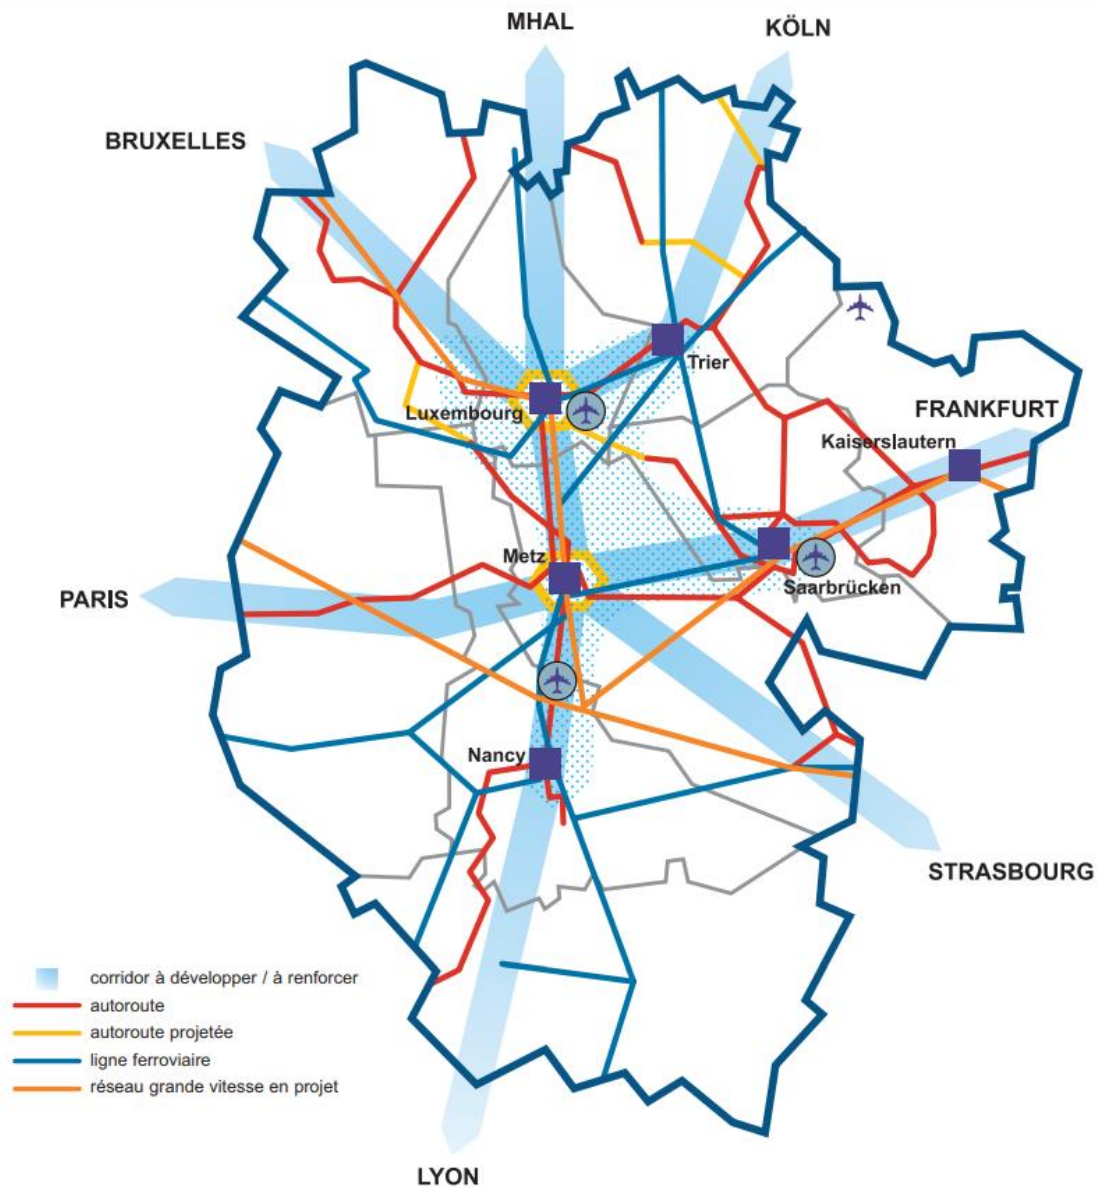 MHAL
KÖLN
BRUXELLES
Trier
Luxembourg
FRANKFURT
Kaiserslautern
Metz
Saarbrücken
PARIS
Nancy
STRASBOURG
corridor à développer / à renforcer
autoroute
autoroute projetée
ligne ferroviaire
réseau grande vitesse en projet
LYON